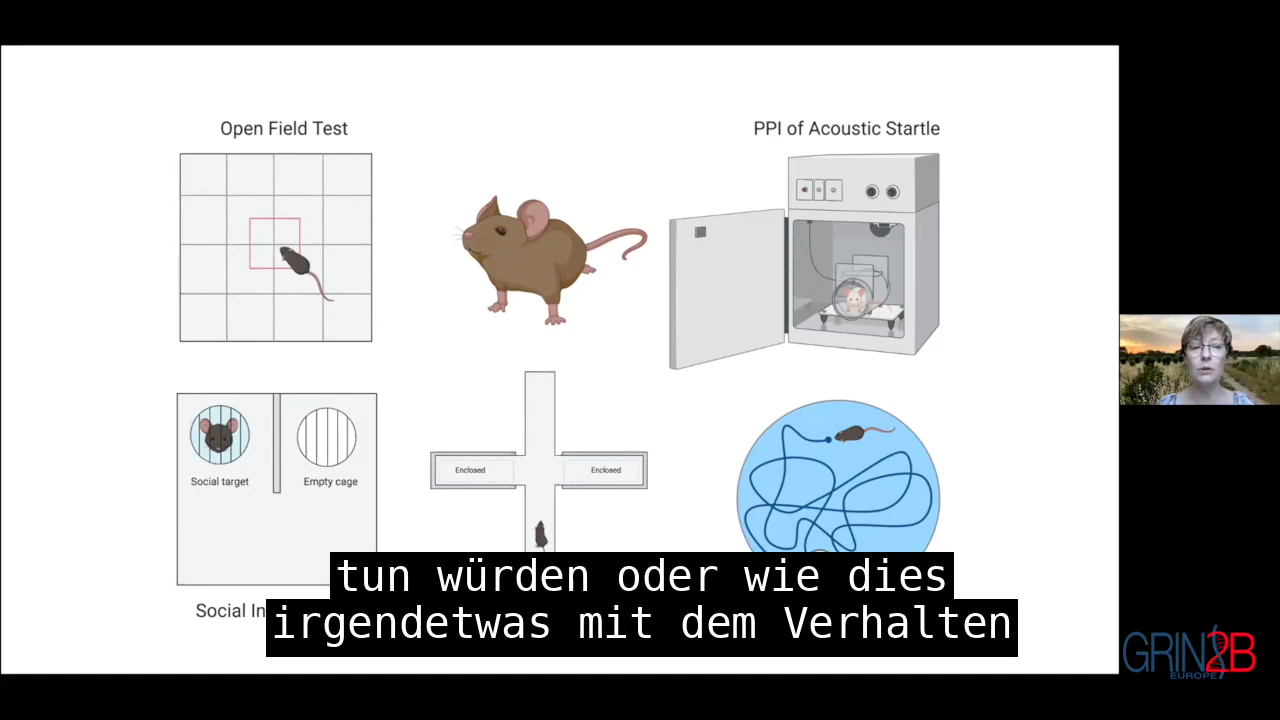 Open Field Test
PPI of Acoustic Startle
Social target
Empty cage
Enclosed
Enclosed
Social In
tun würden oder wie dies
irgendetwas mit dem Verhalten
GRIN2B
EUROPE